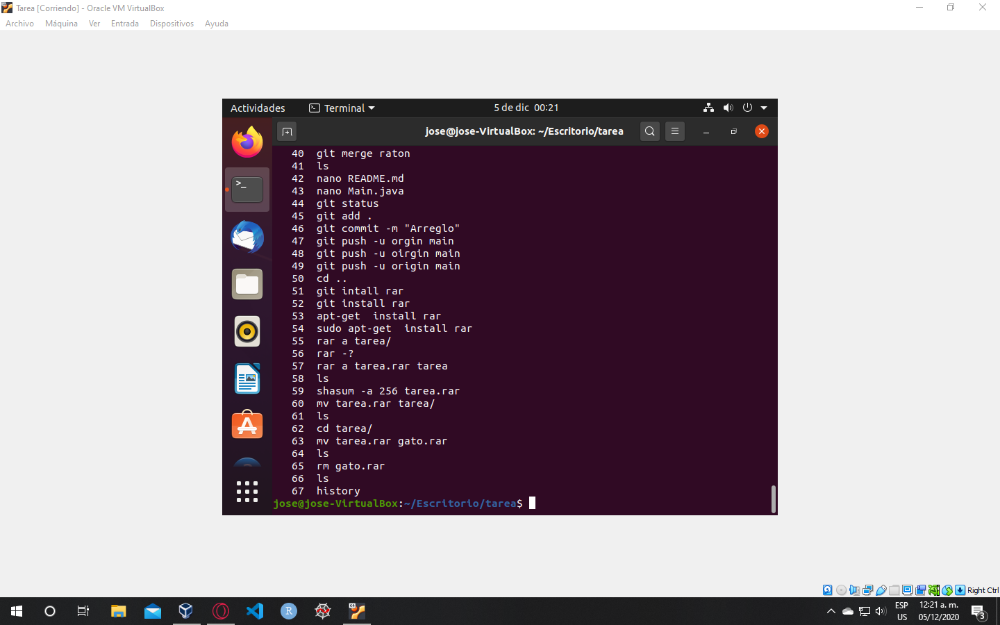 Tarea [Corriendo] - Oracle VM VirtualBox
Archivo Máquina Ver Entrada Dispositivos Ayuda
Actividades Terminal 5 de dic 00:21
jose@jose-VirtualBox: ~/Escritorio/tarea
40 git merge raton
41 ls
42 nano README.md
43 nano Main.java
44 git status
45 git add .
46 git commit -m "Arreglo"
47 git push -u orgin main
48 git push -u oirgin main
49 git push -u origin main
50 cd ..
51 git intall rar
52 git install rar
53 apt-get  install rar
54 sudo apt-get  install rar
55 rar a tarea/
56 rar -?
57 rar a tarea.rar tarea
58 ls
59 shasum -a 256 tarea.rar
60 mv tarea.rar tarea/
61 ls
62 cd tarea/
63 mv tarea.rar gato.rar
64 ls
65 rm gato.rar
66 ls
67 history
jose@jose-VirtualBox:~/Escritorio/tarea$
Right Ctrl
ESP 12:21 a. m.
US 05/12/2020 3